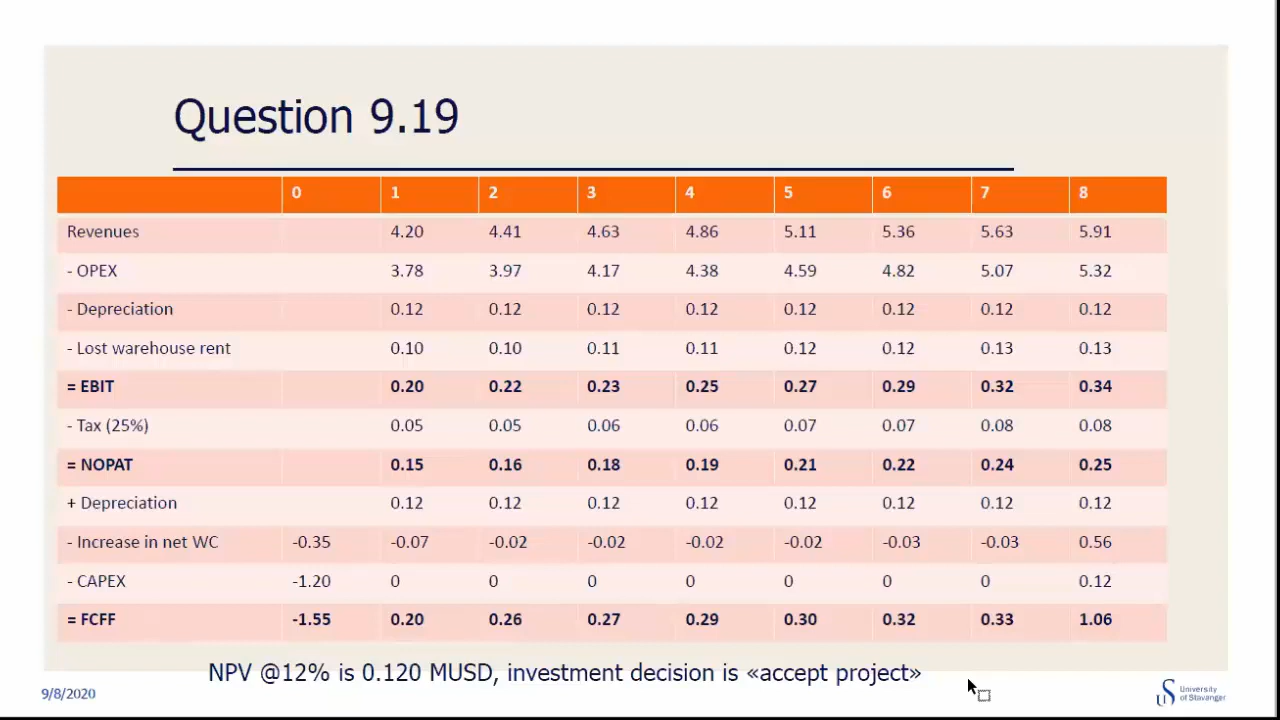 Question 9.19
0 1 2 3 4 5 6 7 8
Revenues 4.20 4.41 4.63 4.86 5.11 5.36 5.63 5.91
- OPEX 3.78 3.97 4.17 4.38 4.59 4.82 5.07 5.32
- Depreciation 0.12 0.12 0.12 0.12 0.12 0.12 0.12 0.12
- Lost warehouse rent 0.10 0.10 0.11 0.11 0.12 0.12 0.13 0.13
= EBIT 0.20 0.22 0.23 0.25 0.27 0.29 0.32 0.34
- Tax (25%) 0.05 0.05 0.06 0.06 0.07 0.07 0.08 0.08
= NOPAT 0.15 0.16 0.18 0.19 0.21 0.22 0.24 0.25
+ Depreciation 0.12 0.12 0.12 0.12 0.12 0.12 0.12 0.12
- Increase in net WC -0.35 -0.07 -0.02 -0.02 -0.02 -0.02 -0.03 -0.03 0.56
- CAPEX -1.20 0 0 0 0 0 0 0 0.12
= FCFF -1.55 0.20 0.26 0.27 0.29 0.30 0.32 0.33 1.06
NPV @12% is 0.120 MUSD, investment decision is «accept project»
9/8/2020
University
of Stavanger